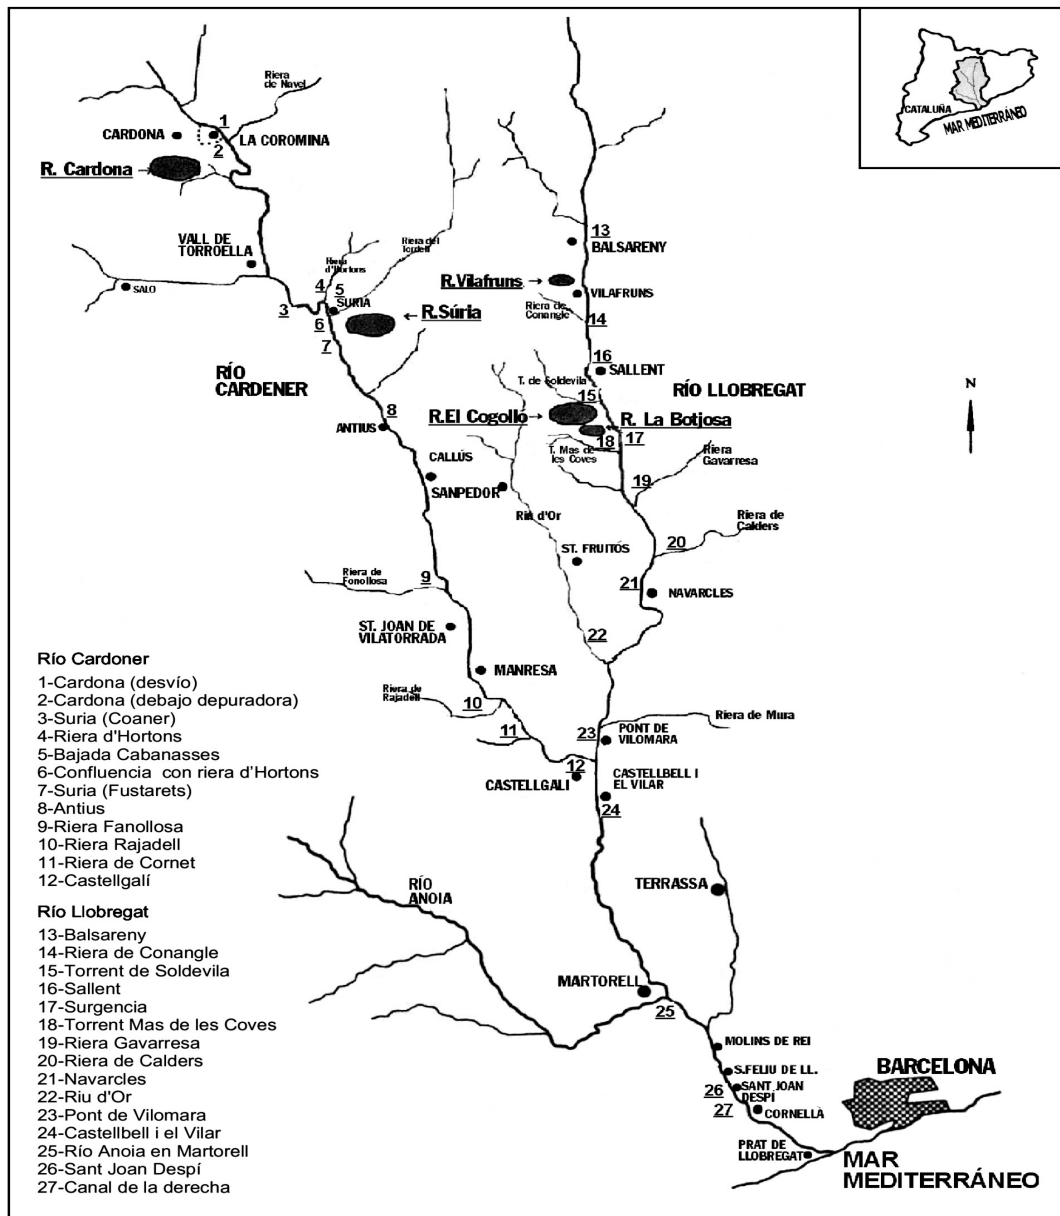 Riera
de Navel
1
CARDONA
LA COROMINA
2
R. Cardona
CATALUÑA
MAR MEDITERRÁNEO
VALL DE
TORROELLA
SALO
Riera
d'Hortons
Riera del
Tordell
4
5
3
SURIA
6
7
R.Súria
13
BALSARENY
R.Vilafruns
VILAFRUNS
Riera de
Conangle
14
16
SALLENT
RÍO
CARDENER
RÍO LLOBREGAT
T. de Soldevila
15
R.El Cogolló
R. La Botjosa
17
18
T. Mas de
les Coves
Riera
Gavarresa
19
N
8
ANTIUS
CALLÚS
SANPEDOR
Riu d'Or
Riera de
Calders
20
ST. FRUITÓS
21
NAVARCLES
Riera de
Fonollosa
9
22
ST. JOAN DE
VILATORRADA
MANRESA
Riera de
Rajadell
10
11
Riera de Mura
23
PONT DE
VILOMARA
12
CASTELLGALI
CASTELLBELL I
EL VILAR
24
Río Cardoner
1-Cardona (desvío)
2-Cardona (debajo depuradora)
3-Suria (Coaner)
4-Riera d'Hortons
5-Bajada Cabanasses
6-Confluencia con riera d'Hortons
7-Suria (Fustarets)
8-Antius
9-Riera Fanollosa
10-Riera Rajadell
11-Riera de Cornet
12-Castellgalí
Río Llobregat
13-Balsareny
14-Riera de Conangle
15-Torrent de Soldevila
16-Sallent
17-Surgencia
18-Torrent Mas de les Coves
19-Riera Gavarresa
20-Riera de Calders
21-Navarcles
22-Riu d'Or
23-Pont de Vilomara
24-Castellbell i el Vilar
25-Río Anoia en Martorell
26-Sant Joan Despí
27-Canal de la derecha
RÍO
ANOIA
TERRASSA
MARTORELL
25
MOLINS DE REI
S.FELIU DE LL.
26
SANT JOAN
DESPÍ
27
CORNELLÀ
BARCELONA
PRAT DE
LLOBREGAT
MAR
MEDITERRÁNEO